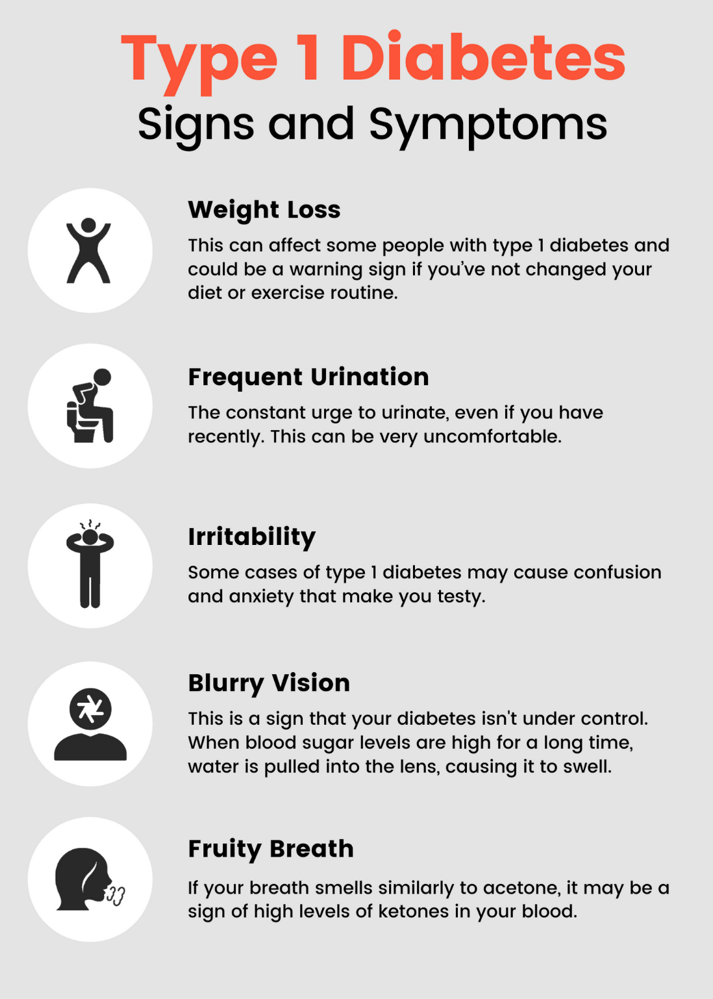 Type 1 Diabetes
Signs and Symptoms
Weight Loss
This can affect some people with type 1 diabetes and
could be a warning sign if you’ve not changed your
diet or exercise routine.
Frequent Urination
The constant urge to urinate, even if you have
recently. This can be very uncomfortable.
Irritability
Some cases of type 1 diabetes may cause confusion
and anxiety that make you testy.
Blurry Vision
This is a sign that your diabetes isn't under control.
When blood sugar levels are high for a long time,
water is pulled into the lens, causing it to swell.
Fruity Breath
If your breath smells similarly to acetone, it may be a
sign of high levels of ketones in your blood.